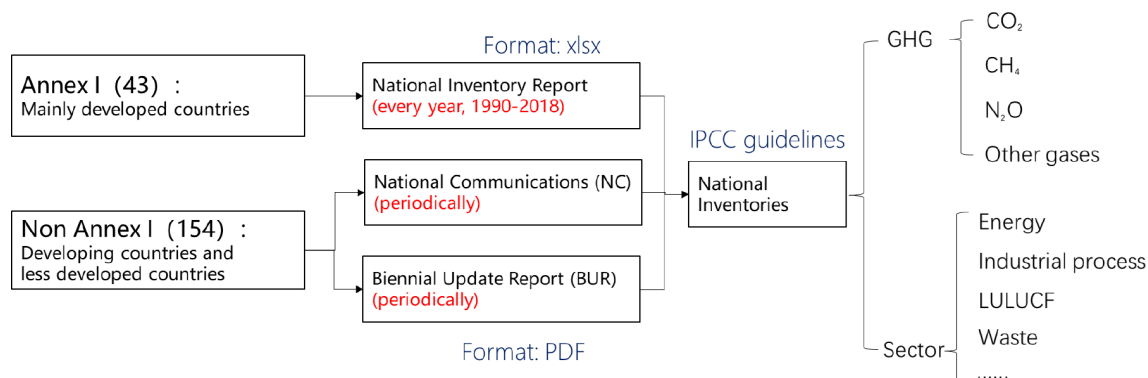 Format: xlsx
Annex I (43) :
Mainly developed countries
National Inventory Report
(every year, 1990-2018)
Non Annex I (154) :
Developing countries and
less developed countries
National Communications (NC)
(periodically)
Biennial Update Report (BUR)
(periodically)
Format: PDF
IPCC guidelines
National
Inventories
GHG
CO₂
CH₄
N₂O
Other gases
Sector
Energy
Industrial process
LULUCF
Waste
......